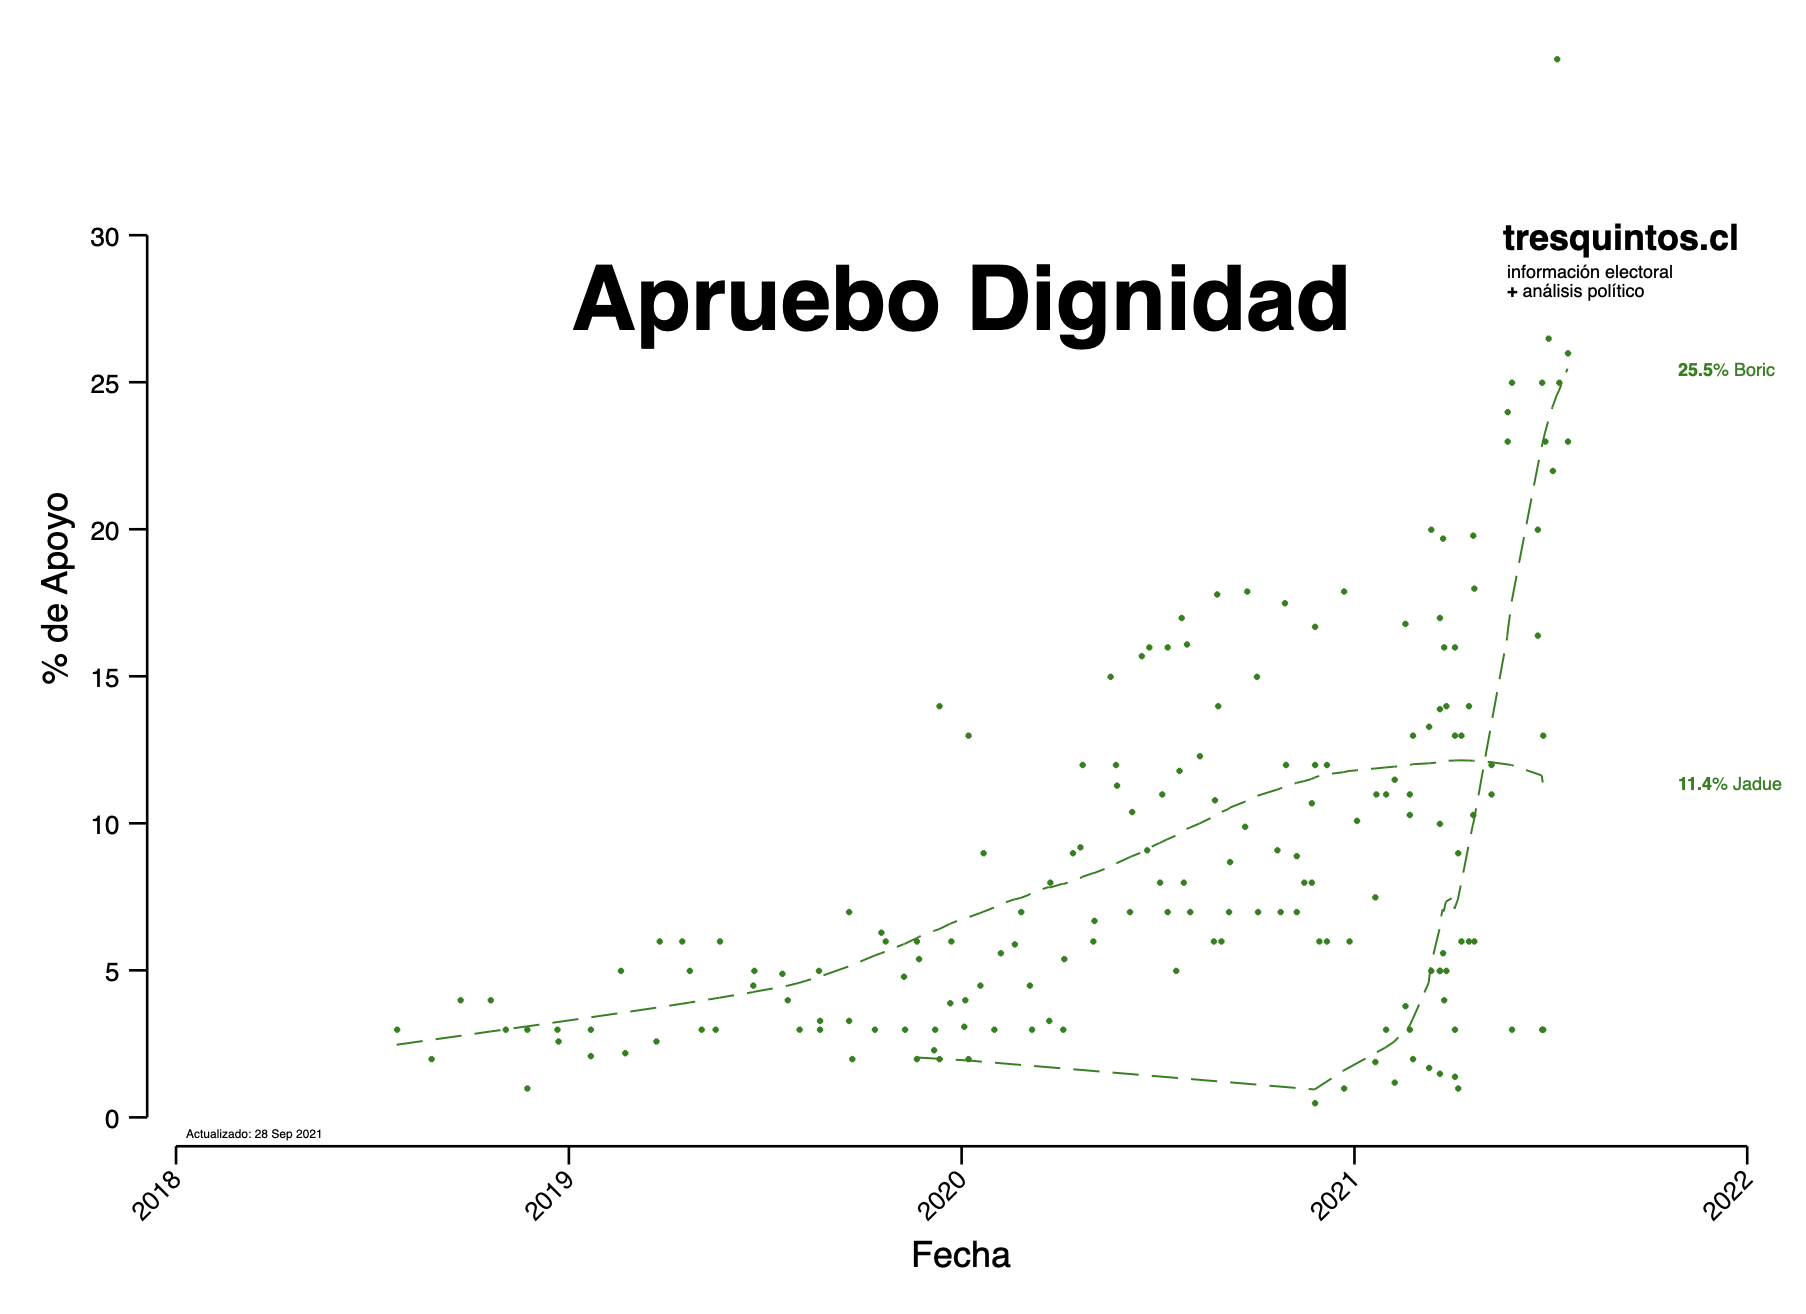 Apruebo Dignidad
tresquintos.cl
información electoral
+ análisis político
% de Apoyo
30
25
20
15
10
5
0
25.5% Boric
11.4% Jadue
Actualizado: 28 Sep 2021
2018
2019
2020
2021
2022
Fecha